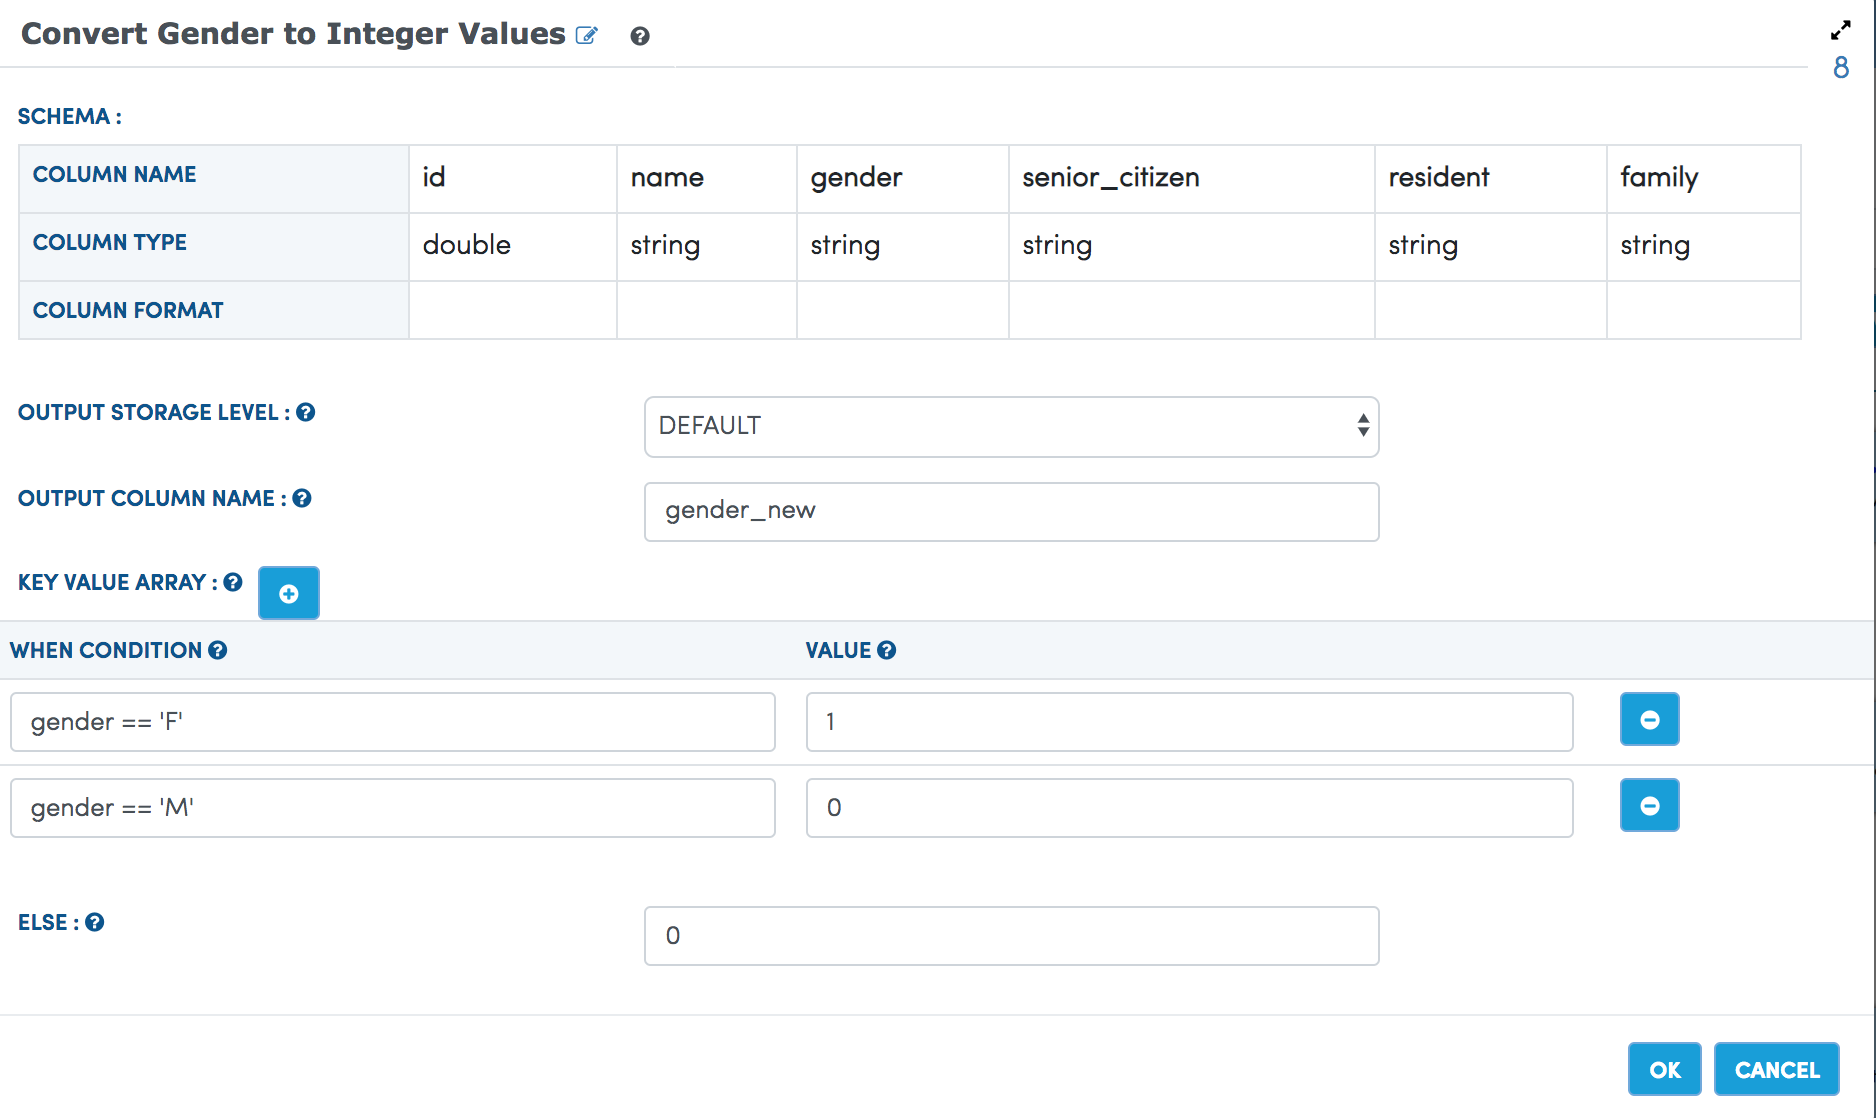 Convert Gender to Integer Values
8
SCHEMA :
COLUMN NAME id name gender senior_citizen resident family
COLUMN TYPE double string string string string string
COLUMN FORMAT
OUTPUT STORAGE LEVEL :
DEFAULT
OUTPUT COLUMN NAME :
gender_new
KEY VALUE ARRAY :
WHEN CONDITION VALUE
gender == 'F' 1
gender == 'M' 0
ELSE :
0
OK CANCEL